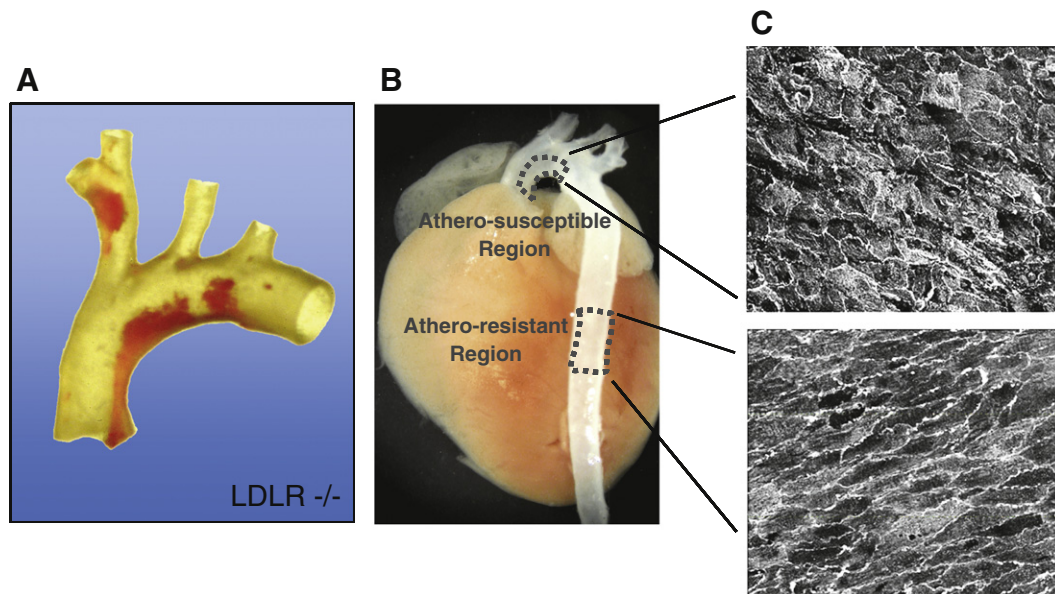 A
B
C
Athero-susceptible
Region
Athero-resistant
Region
LDLR -/-